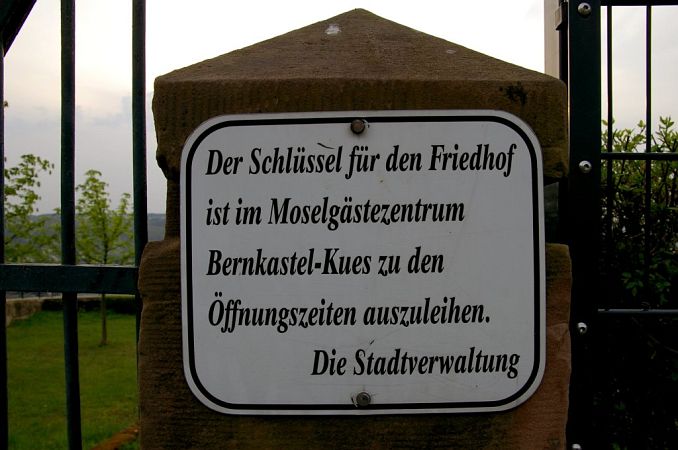 Der Schlüssel für den Friedhof
ist im Moselgästezentrum
Bernkastel-Kues zu den
Öffnungszeiten auszuleihen.
Die Stadtverwaltung